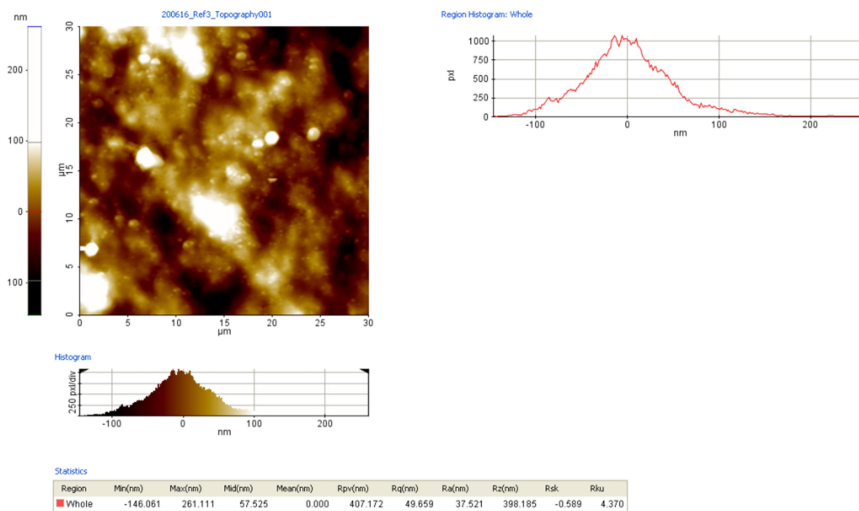 200616_Ref3_Topography001
nm
200
100
0
100
30
25
20
15
10
5
0
µm
0 5 10 15 20 25 30
µm
Region Histogram: Whole
1000
750
500
250
0
pxl
-100 0 100 200
nm
Histogram
250 pxl/div
-100 0 100 200
nm
Statistics
Region Min(nm) Max(nm) Mid(nm) Mean(nm) Rpv(nm) Rq(nm) Ra(nm) Rz(nm) Rsk Rku
Whole -146.061 261.111 57.525 0.000 407.172 49.659 37.521 398.185 -0.589 4.370